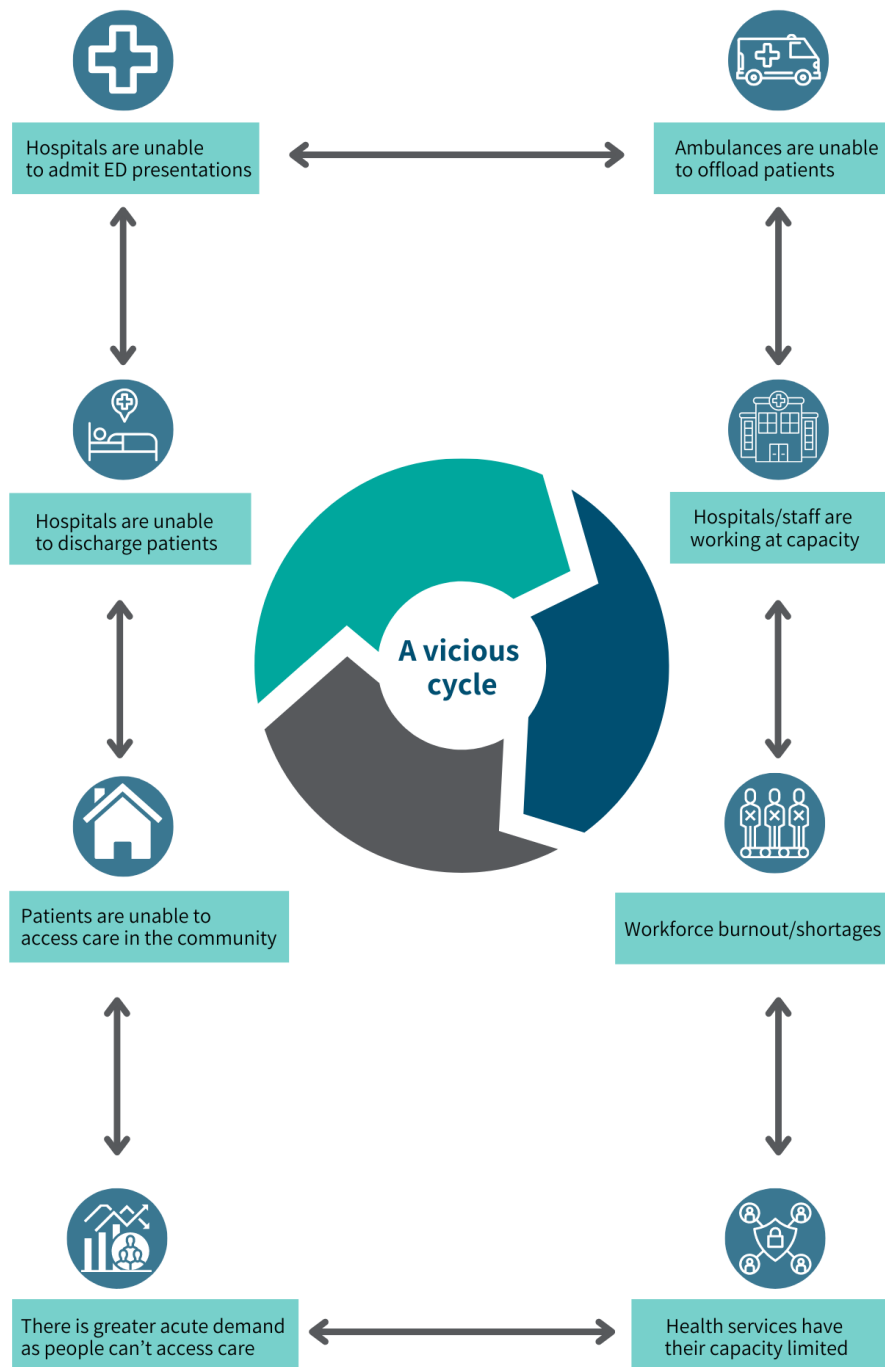 Hospitals are unable
to admit ED presentations
Ambulances are unable
to offload patients
Hospitals are unable
to discharge patients
Hospitals/staff are
working at capacity
A vicious
cycle
Patients are unable to
access care in the community
Workforce burnout/shortages
There is greater acute demand
as people can’t access care
Health services have
their capacity limited